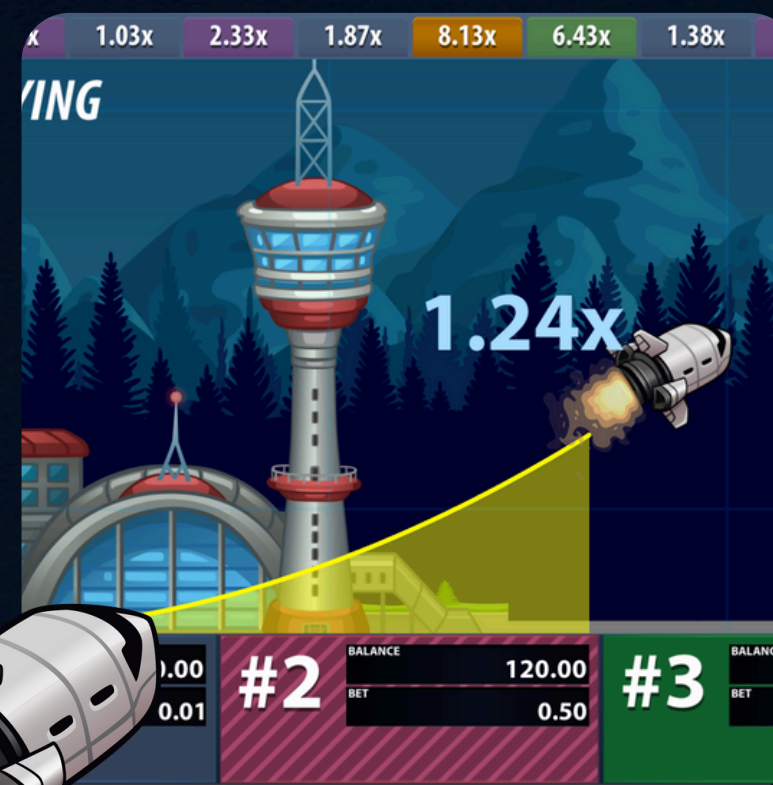 x 1.03x 2.33x 1.87x 8.13x 6.43x 1.38x
YING
1.24x
0.00
0.01
#2
BALANCE
120.00
BET
0.50
#3
BALANC
BET